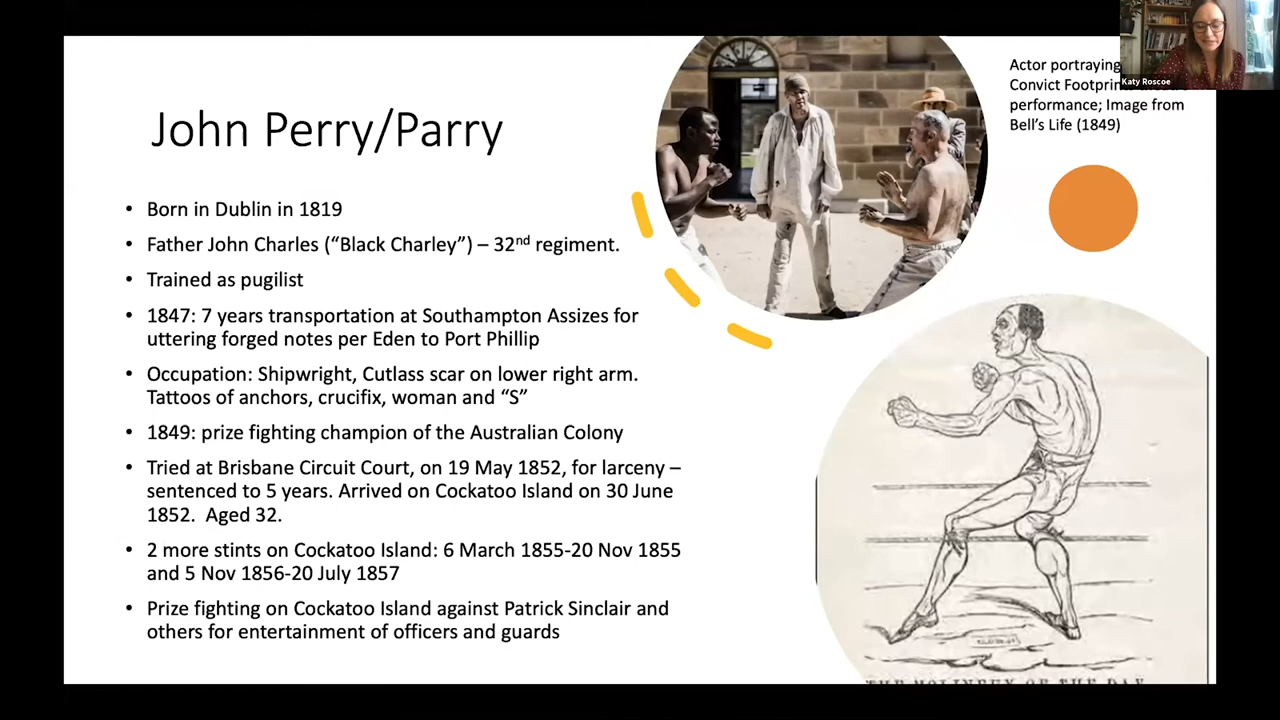 John Perry/Parry
• Born in Dublin in 1819
• Father John Charles (“Black Charley”) – 32nd regiment.
• Trained as pugilist
• 1847: 7 years transportation at Southampton Assizes for
uttering forged notes per Eden to Port Phillip
• Occupation: Shipwright, Cutlass scar on lower right arm.
Tattoos of anchors, crucifix, woman and “S”
• 1849: prize fighting champion of the Australian Colony
• Tried at Brisbane Circuit Court, on 19 May 1852, for larceny –
sentenced to 5 years. Arrived on Cockatoo Island on 30 June
1852.  Aged 32.
• 2 more stints on Cockatoo Island: 6 March 1855-20 Nov 1855
and 5 Nov 1856-20 July 1857
• Prize fighting on Cockatoo Island against Patrick Sinclair and
others for entertainment of officers and guards
Actor portraying
Convict
performance; Image from
Bell’s Life (1849)
Katy Roscoe
THE MOLINEUX OF THE DAY